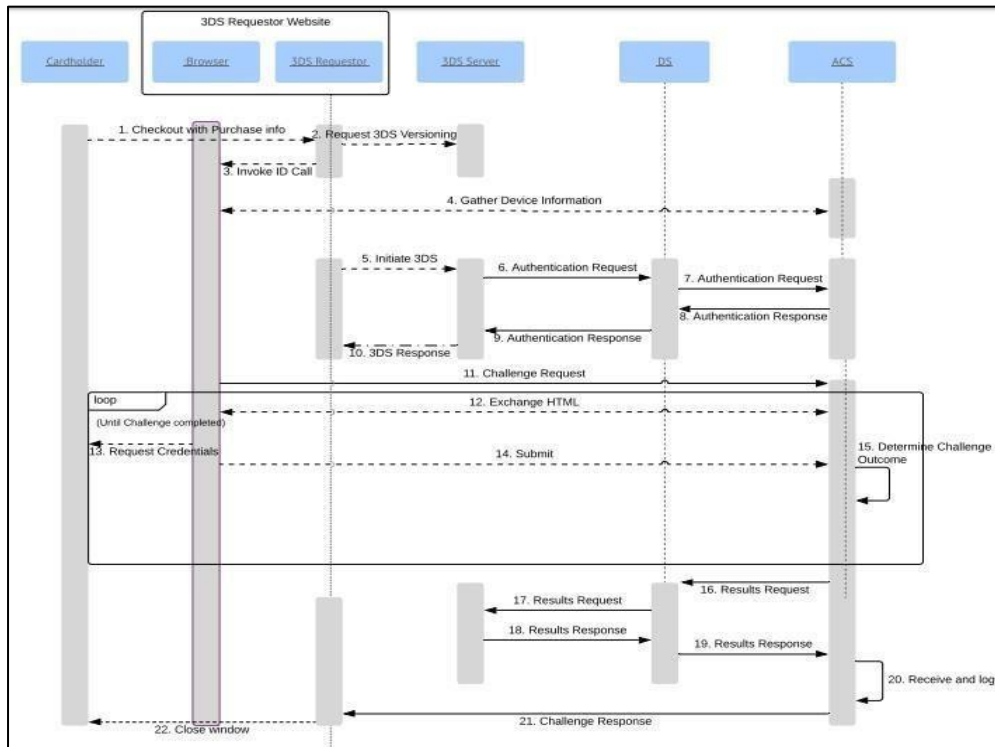 3DS Requestor Website
Cardholder
Browser
3DS Requestor
3DS Server
DS
ACS
1. Checkout with Purchase info
2. Request 3DS Versioning
3. Invoke ID Call
4. Gather Device Information
5. Initiate 3DS
6. Authentication Request
7. Authentication Request
8. Authentication Response
9. Authentication Response
10. 3DS Response
11. Challenge Request
loop
12. Exchange HTML
(Until Challenge completed)
13. Request Credentials
14. Submit
15. Determine Challenge
Outcome
16. Results Request
17. Results Request
18. Results Response
19. Results Response
20. Receive and log
21. Challenge Response
22. Close window